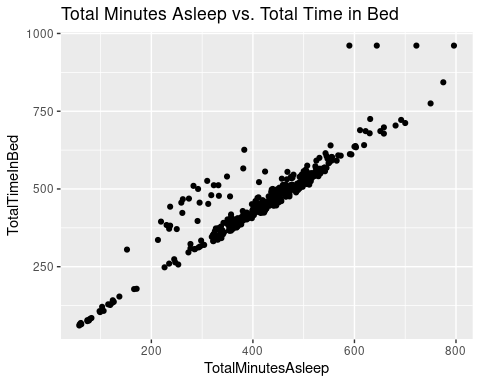 Total Minutes Asleep vs. Total Time in Bed
1000
750
500
250
TotalTimeInBed
200 400 600 800
TotalMinutesAsleep